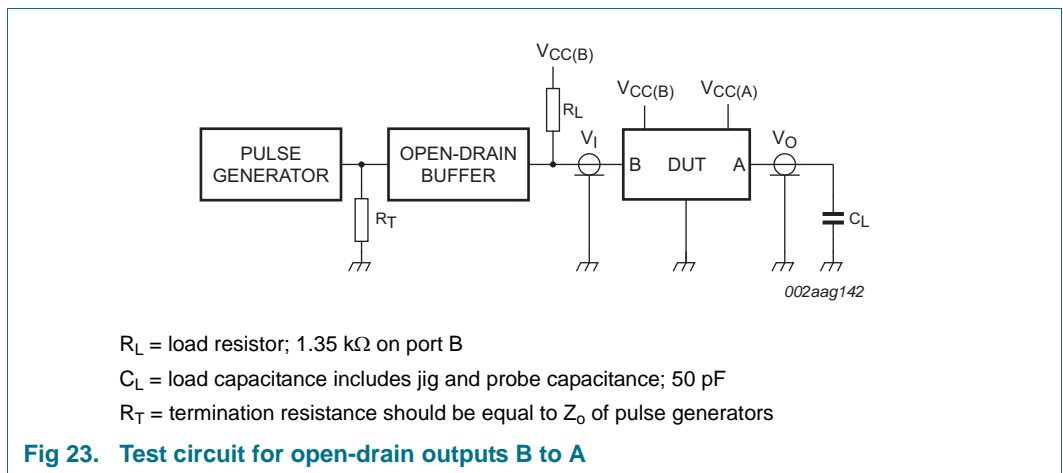 VCC(B)
VCC(B)
VCC(A)
RL
VI
VO
PULSE
GENERATOR
OPEN-DRAIN
BUFFER
B DUT A
RT
CL
002aag142
RL = load resistor; 1.35 kΩ on port B
CL = load capacitance includes jig and probe capacitance; 50 pF
RT = termination resistance should be equal to Zo of pulse generators
Fig 23. Test circuit for open-drain outputs B to A